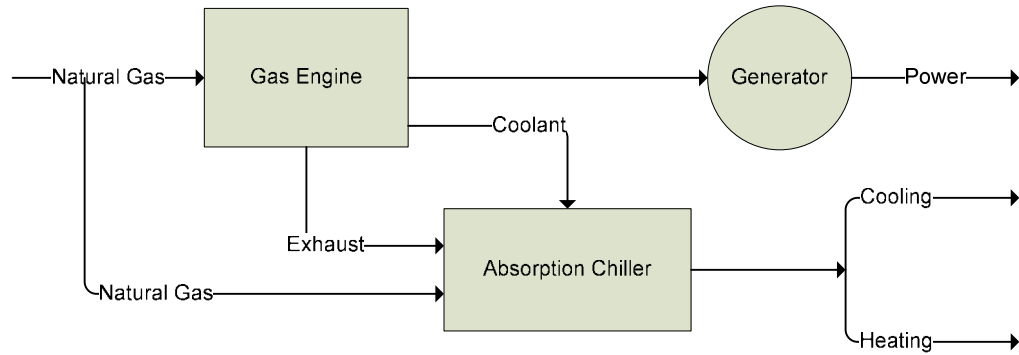 Natural Gas
Gas Engine
Generator
Power
Coolant
Cooling
Exhaust
Absorption Chiller
Natural Gas
Heating